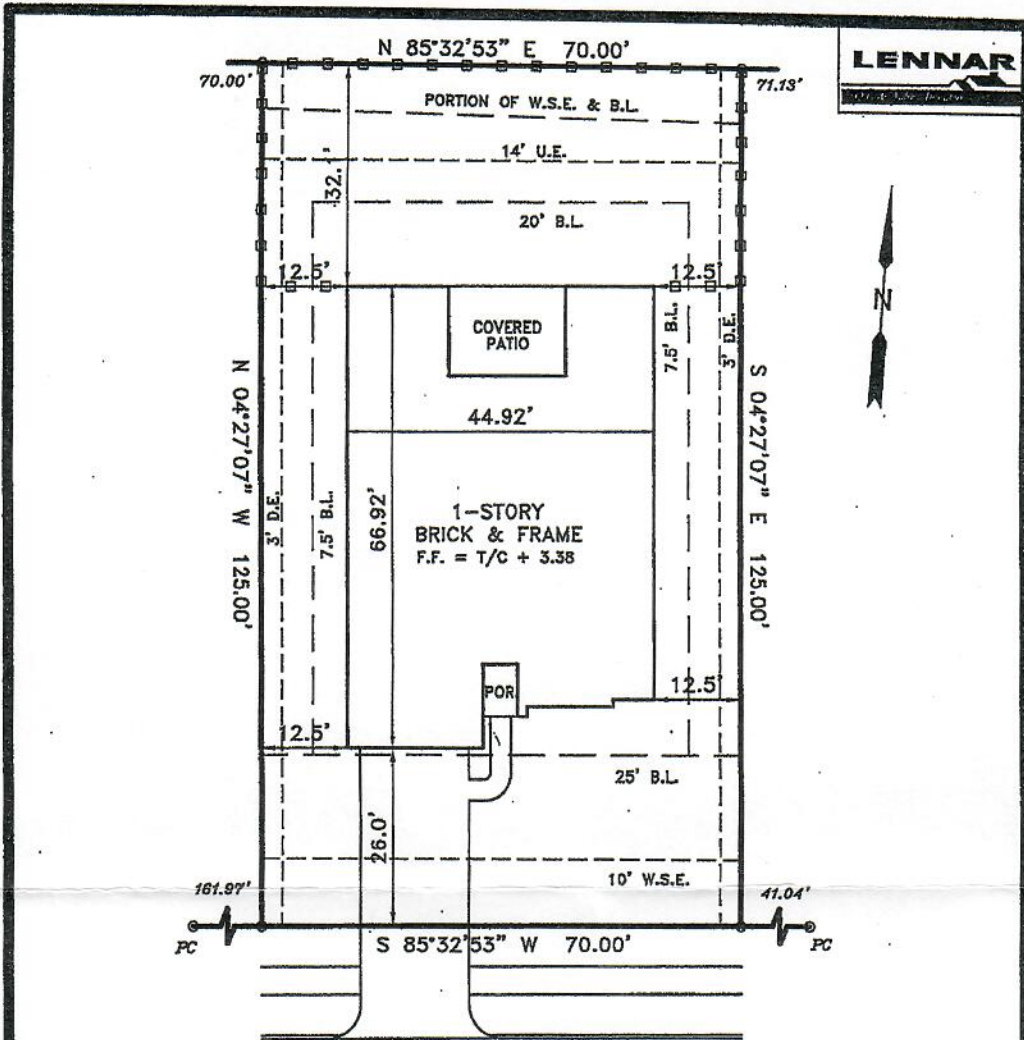 N 85°32'53" E 70.00'
LENNAR
70.00'
71.13'
PORTION OF W.S.E. & B.L.
14' U.E.
20' B.L.
12.5'
12.5'
COVERED
PATIO
7.5' B.L.
3' D.E.
N
44.92'
N 04°27'07" W 125.00'
S 04°27'07" E 125.00'
3' D.E.
7.5' B.L.
66.92'
1-STORY
BRICK & FRAME
F.F. = T/C + 3.38
POR
12.5'
12.5'
25' B.L.
26.0'
10' W.S.E.
161.97'
41.04'
PC
S 85°32'53" W 70.00'
PC